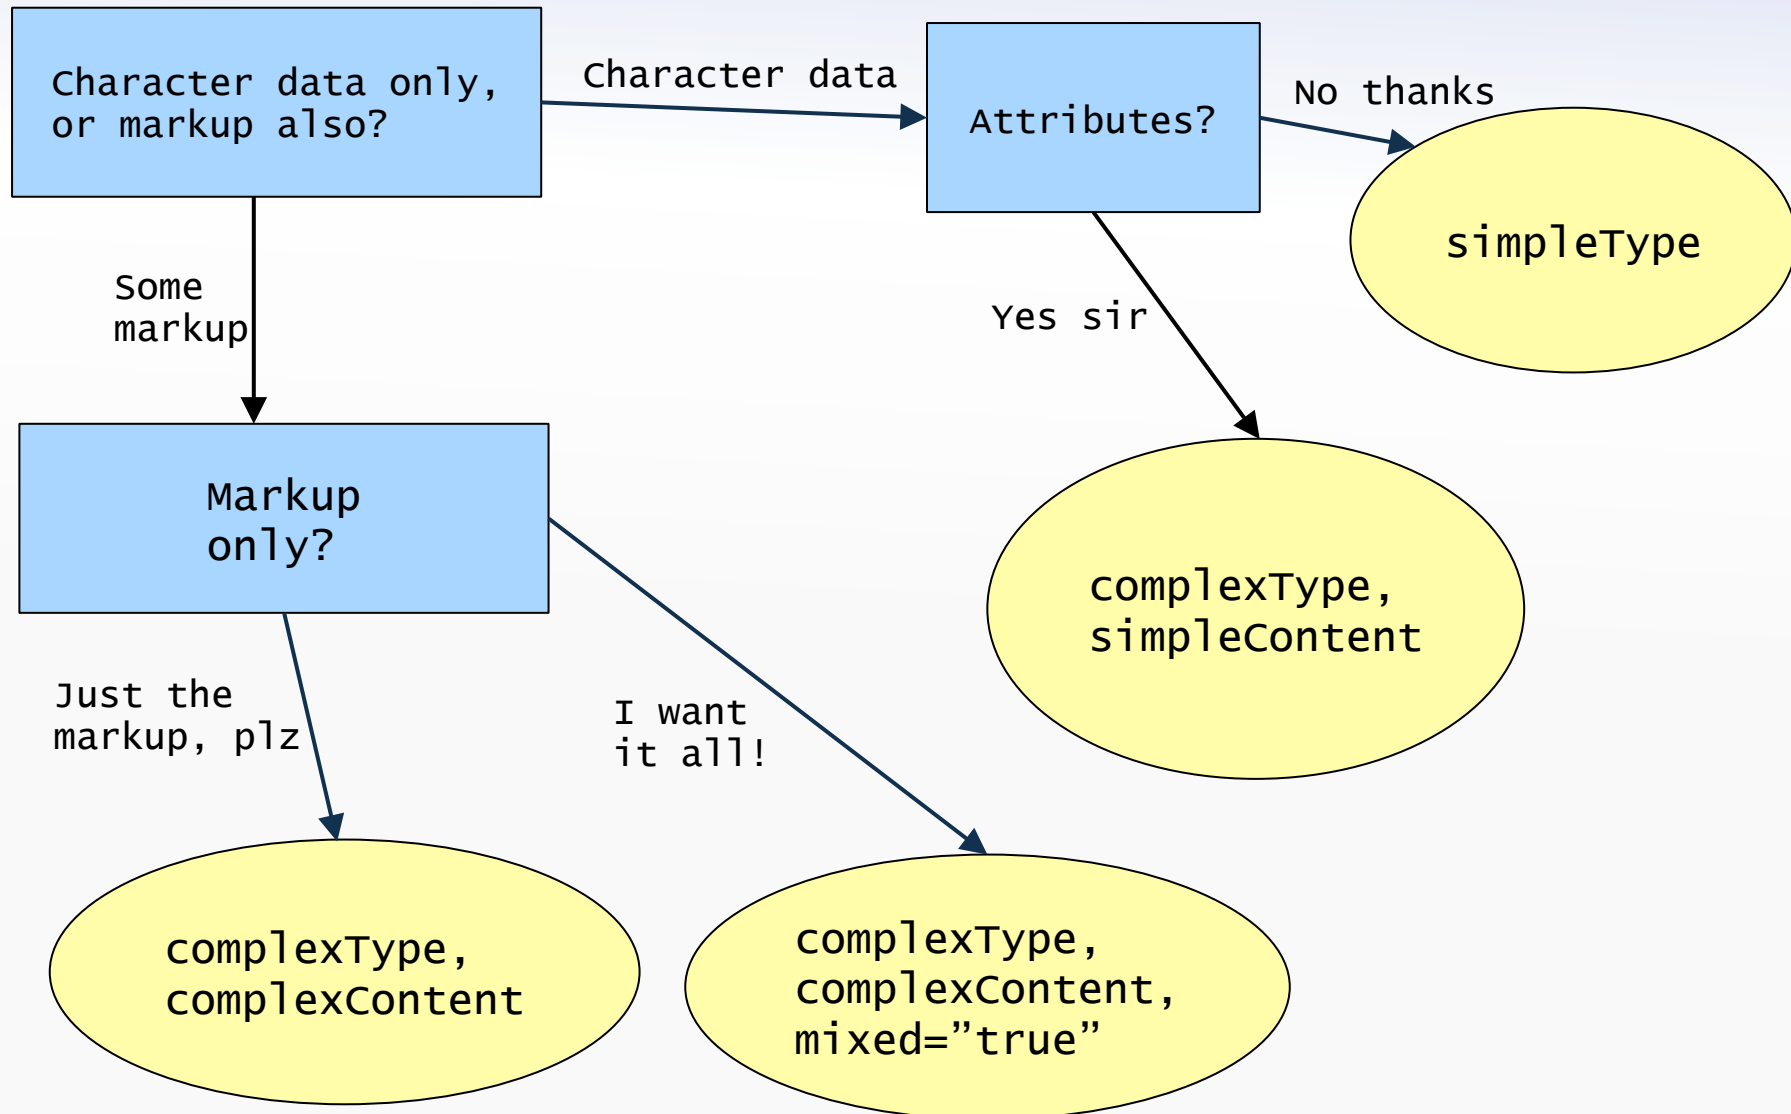 Character data only,
or markup also?
Character data
Attributes?
No thanks
simpleType
Some
markup
Yes sir
Markup
only?
complexType,
simpleContent
Just the
markup, plz
I want
it all!
complexType,
complexContent
complexType,
complexContent,
mixed=”true”